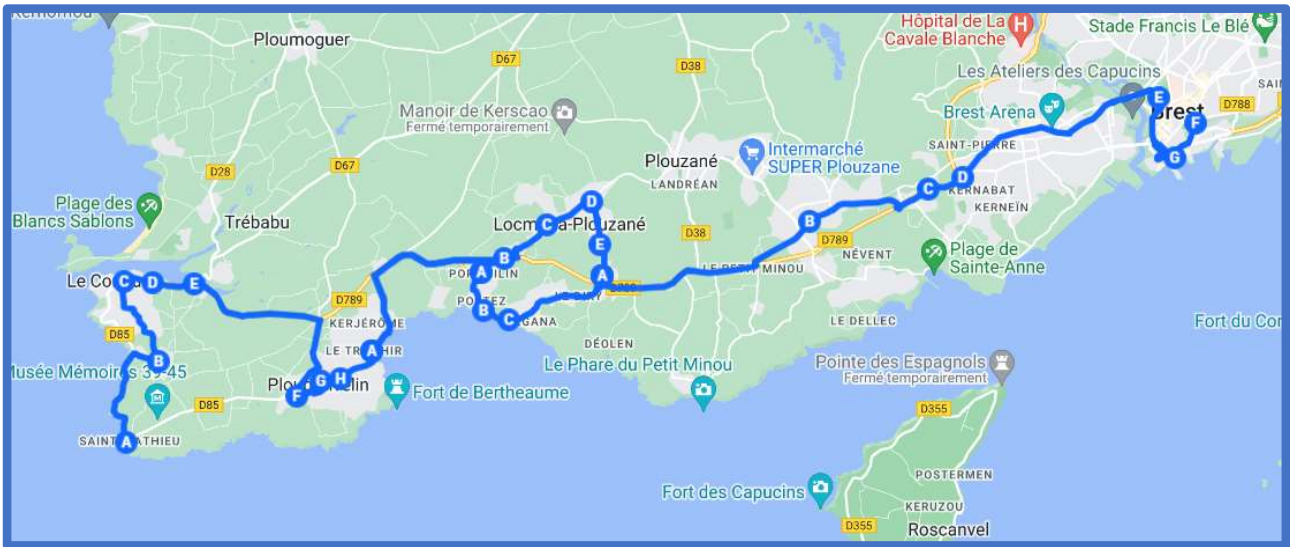 Ploumoguer
Hôpital de La
Cavale Blanche
H
Stade Francis Le Blé
D67
D38
Les Ateliers des Capucins
Manoir de Kerscao
Fermé temporairement
Brest Arena
E
Brest
D788
F
G
SAINT-PIERRE
Intermarché
SUPER Plouzane
Plouzané
LANDRÉAN
D67
D28
Plage des
Blancs Sablons
Trébabu
D
C
E
B
A
A
C
D
KERNABAT
KERNEÏN
B
D38
D789
NÉVENT
Plage de
Sainte-Anne
LE PETIT MINOU
C
D
E
D789
KERJÉROME
B
C
LE DELLEC
D85
B
LE
A
DÉOLEN
Le Phare du Petit Minou
Pointe des Espagnols
Fermé temporairement
Musée Mémoires 39-45
G
H
F
Fort de Bertheaume
D85
A
D355
POSTERMEN
Fort des Capucins
KERUZOU
D355
Roscanvel